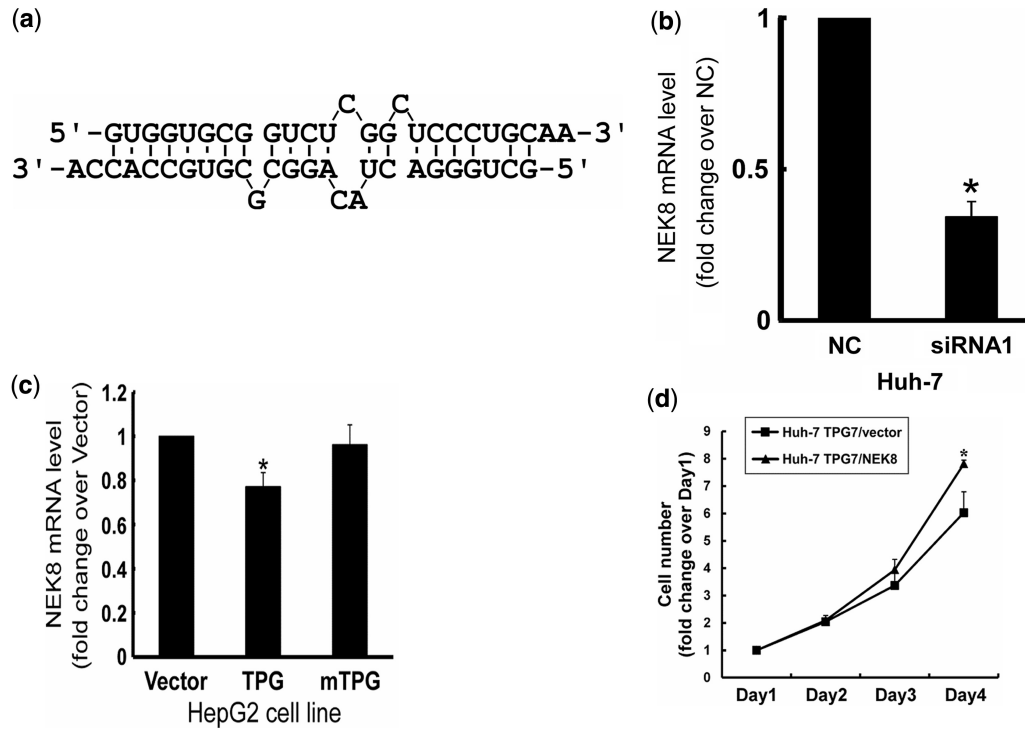 (a)
C C
5'-GUGGUGCG GUCU GG UCCCUGCAA-3'
3'-ACCACCGUGC CGGA UC AGGGUCG-5'
G CA
(b)
NEK8 mRNA level
(fold change over NC)
1
0.5
0
*
NC siRNA1
Huh-7
(c)
NEK8 mRNA level
(fold change over Vector)
1.2
1
0.8
0.6
0.4
0.2
0
*
Vector TPG mTPG
HepG2 cell line
(d)
Cell number
(fold change over Day1)
9
8
7
6
5
4
3
2
1
0
Huh-7 TPG7/vector
Huh-7 TPG7/NEK8
*
Day1 Day2 Day3 Day4